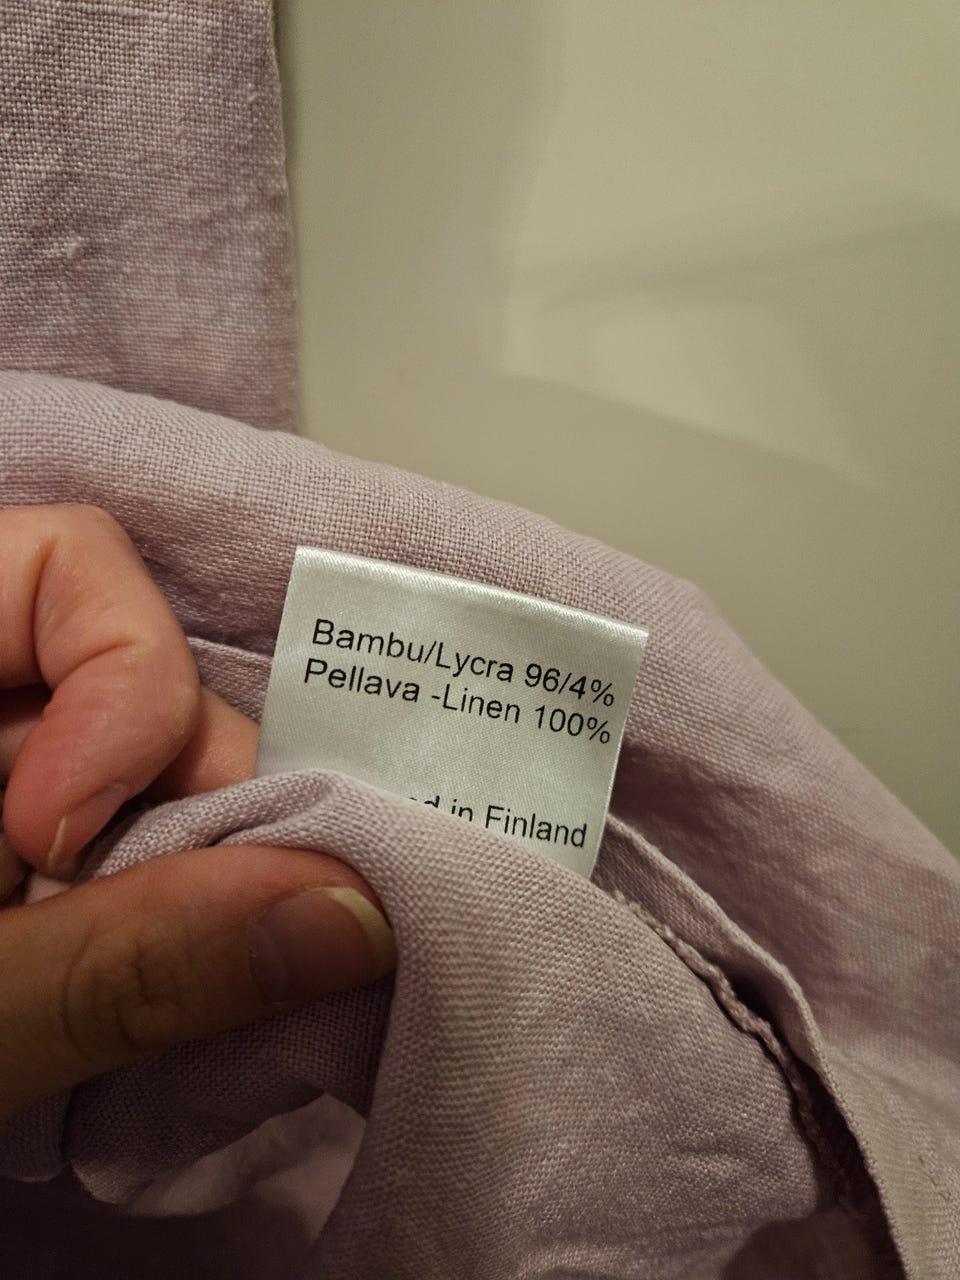 Bambu/Lycra 96/4%
Pellava -Linen 100%
in Finland